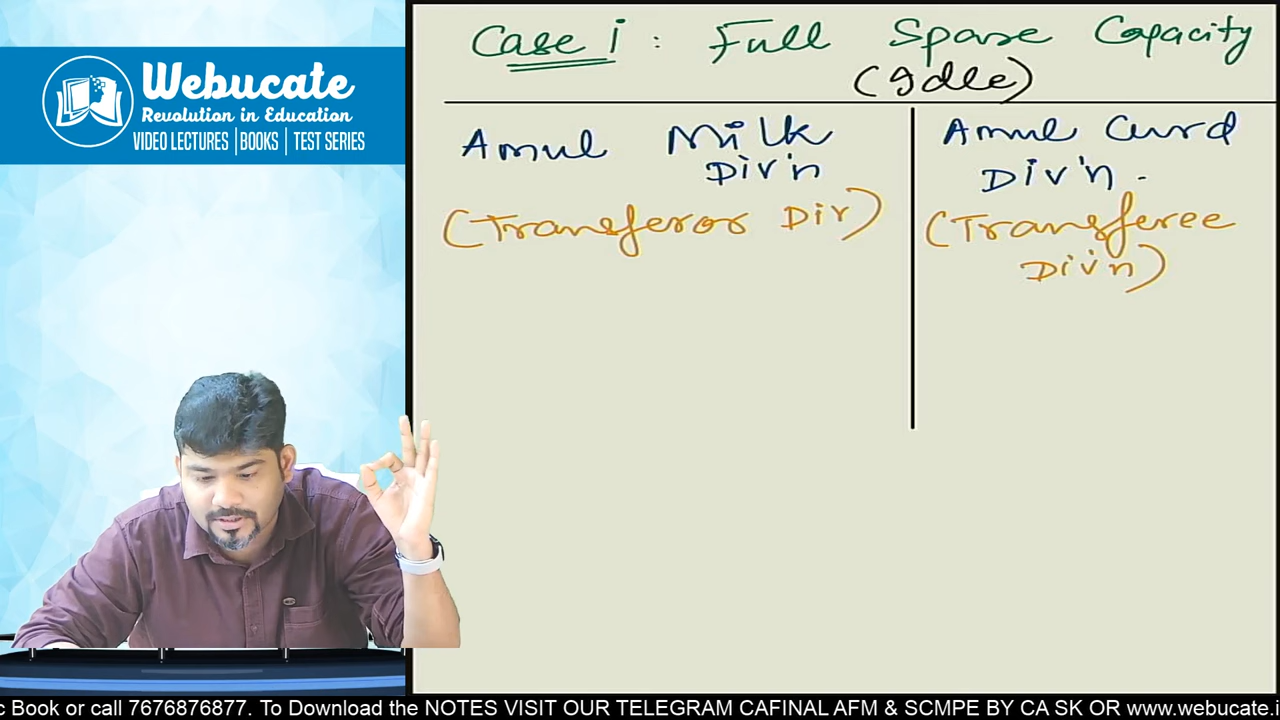 Webucate
Revolution in Education
VIDEO LECTURES | BOOKS | TEST SERIES
Case i : Full Spare Capacity
(Idle)
Amul Milk
Div'n
(Transferor Div)
Amul Curd
Div'n.
(Transferee
Div'n)
c Book or call 7676876877. To Download the NOTES VISIT OUR TELEGRAM CAFINAL AFM & SCMPE BY CA SK OR www.webucate.i